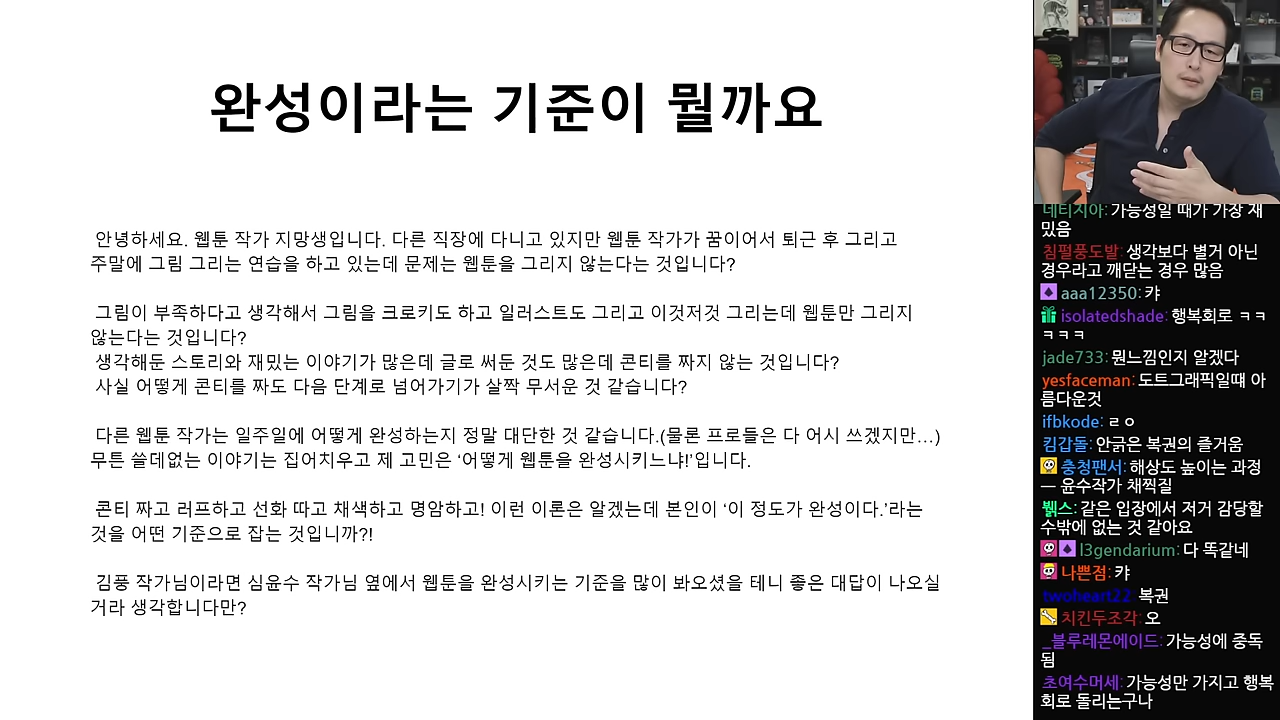 완성이라는 기준이 뭘까요
안녕하세요. 웹툰 작가 지망생입니다. 다른 직장에 다니고 있지만 웹툰 작가가 꿈이어서 퇴근 후 그리고
주말에 그림 그리는 연습을 하고 있는데 문제는 웹툰을 그리지 않는다는 것입니다?
그림이 부족하다고 생각해서 그림을 크로키도 하고 일러스트도 그리고 이것저것 그리는데 웹툰만 그리지
않는다는 것입니다?
생각해둔 스토리와 재밌는 이야기가 많은데 글로 써둔 것도 많은데 콘티를 짜지 않는 것입니다?
사실 어떻게 콘티를 짜도 다음 단계로 넘어가기가 살짝 무서운 것 같습니다?
다른 웹툰 작가는 일주일에 어떻게 완성하는지 정말 대단한 것 같습니다.(물론 프로들은 다 어시 쓰겠지만…)
무튼 쓸데없는 이야기는 집어치우고 제 고민은 ‘어떻게 웹툰을 완성시키느냐!’입니다.
콘티 짜고 러프하고 선화 따고 채색하고 명암하고! 이런 이론은 알겠는데 본인이 ‘이 정도가 완성이다.’라는
것을 어떤 기준으로 잡는 것입니까?!
김풍 작가님이라면 심윤수 작가님 옆에서 웹툰을 완성시키는 기준을 많이 봐오셨을 테니 좋은 대답이 나오실
거라 생각합니다만?
네티지아: 가능성일 때가 가장 재
밌음
침펄풍도발: 생각보다 별거 아닌
경우라고 깨닫는 경우 많음
aaa12350: 캬
isolatedshade: 행복회로 ㅋㅋ
ㅋㅋㅋ
jade733: 뭔느낌인지 알겠다
yesfaceman: 도트그래픽일떄 아
름다운것
ifbkode: ㄹㅇ
킴갑돌: 안긁은 복권의 즐거움
충청팬서: 해상도 높이는 과정
ㅡ 윤수작가 채찍질
뷁스: 같은 입장에서 저거 감당할
수밖에 없는 것 같아요
l3gendarium: 다 똑같네
나쁜점: 캬
twoheart22: 복권
치킨두조각: 오
_블루레몬에이드: 가능성에 중독
됨
초여수머세: 가능성만 가지고 행복
회로 돌리는구나